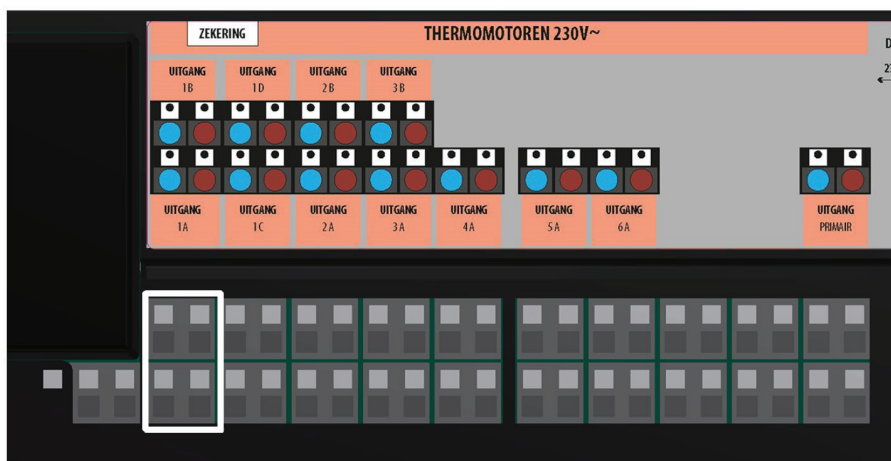 ZEKERING
THERMOMOTOREN 230V~
UITGANG UITGANG UITGANG UITGANG
1B 1D 2B 3B
UITGANG UITGANG UITGANG UITGANG UITGANG UITGANG UITGANG UITGANG
1A 1C 2A 3A 4A 5A 6A PRIMAIR